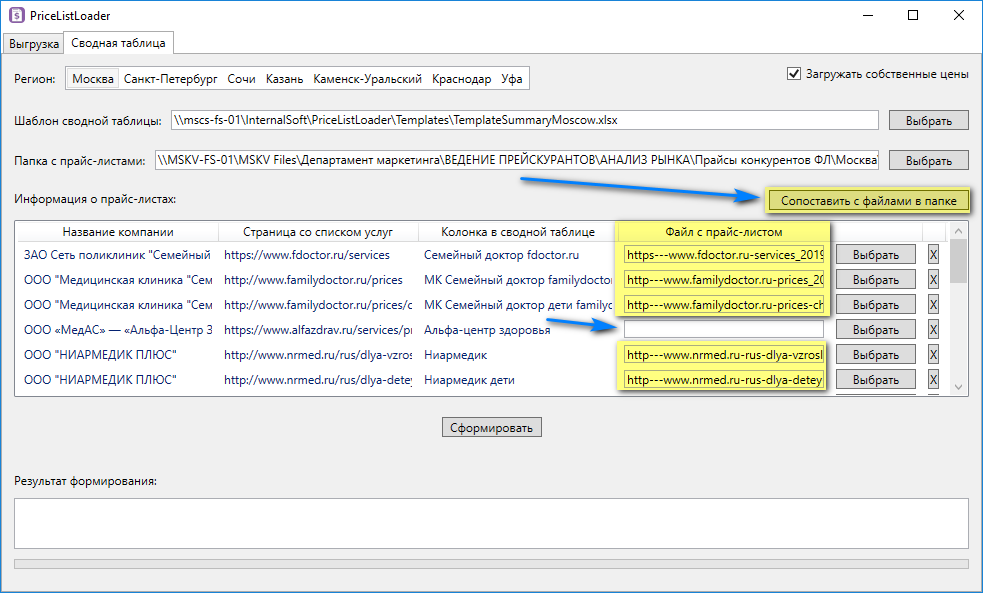 PriceListLoader
Выгрузка Сводная таблица
Регион: Москва Санкт-Петербург Сочи Казань Каменск-Уральский Краснодар Уфа Загружать собственные цены
Шаблон сводной таблицы: \\mscs-fs-01\InternalSoft\PriceListLoader\Templates\TemplateSummaryMoscow.xlsx Выбрать
Папка с прайс-листами: \\MSKV-FS-01\MSKV Files\Департамент маркетинга\ВЕДЕНИЕ ПРЕЙСКУРАНТОВ\АНАЛИЗ РЫНКА\Прайсы конкурентов ФЛ\Москва Выбрать
Информация о прайс-листах: Сопоставить с файлами в папке
Название компании Страница со списком услуг Колонка в сводной таблице Файл с прайс-листом
ЗАО Сеть поликлиник "Семейный https://www.fdoctor.ru/services Семейный доктор fdoctor.ru https---www.fdoctor.ru-services_2019 Выбрать X
ООО "Медицинская клиника "Сем https://www.familydoctor.ru/prices МК Семейный доктор familydoctor https---www.familydoctor.ru-prices_20 Выбрать X
ООО "Медицинская клиника "Сем https://www.familydoctor.ru/prices/c МК Семейный доктор дети familyc https---www.familydoctor.ru-prices-ch Выбрать X
ООО «МедАС» — «Альфа-Центр З https://www.alfazdrav.ru/services/pr Альфа-центр здоровья Выбрать X
ООО "НИАРМЕДИК ПЛЮС" http://www.nrmed.ru/rus/dlya-vzros Ниармедик http---www.nrmed.ru-rus-dlya-vzrosl Выбрать X
ООО "НИАРМЕДИК ПЛЮС" http://www.nrmed.ru/rus/dlya-detey Ниармедик дети http---www.nrmed.ru-rus-dlya-detey Выбрать X
Сформировать
Результат формирования: